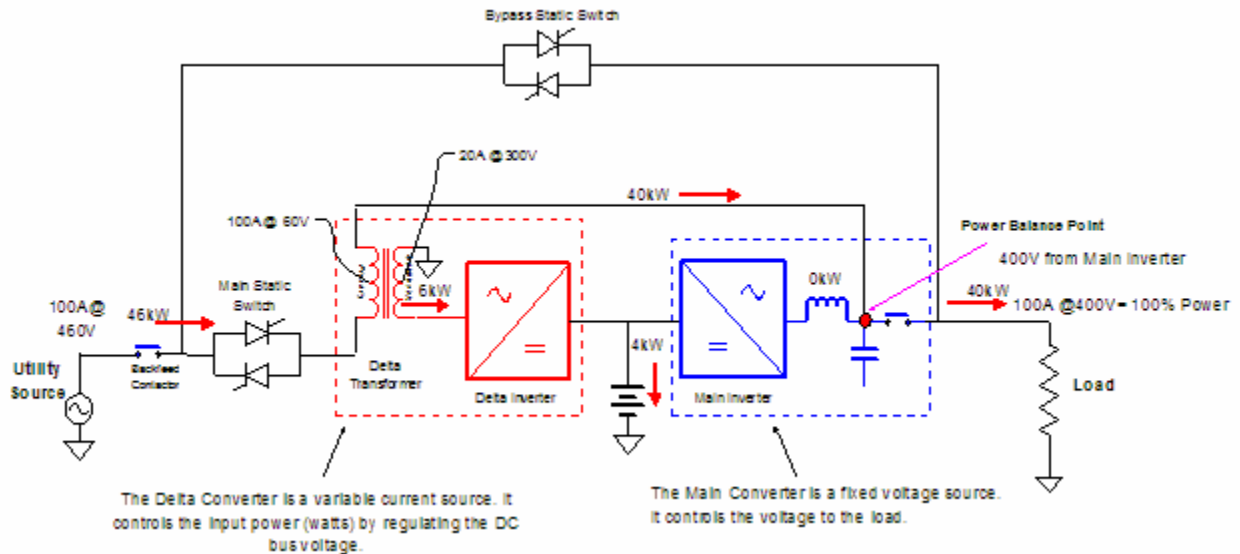 Bypass Static Switch
20A @300V
40kW
100A@ 60V
Power Balance Point
400V from Main Inverter
Main Static
Switch
6kW
0kW
40kW
100A @400V= 100% Power
100A@
460V
46kW
4kW
Utility
Source
Backfeed
Contactor
Delta
Transformer
Delta Inverter
Main Inverter
Load
The Delta Converter is a variable current source. It
controls the input power (watts) by regulating the DC
bus voltage.
The Main Converter is a fixed voltage source.
It controls the voltage to the load.